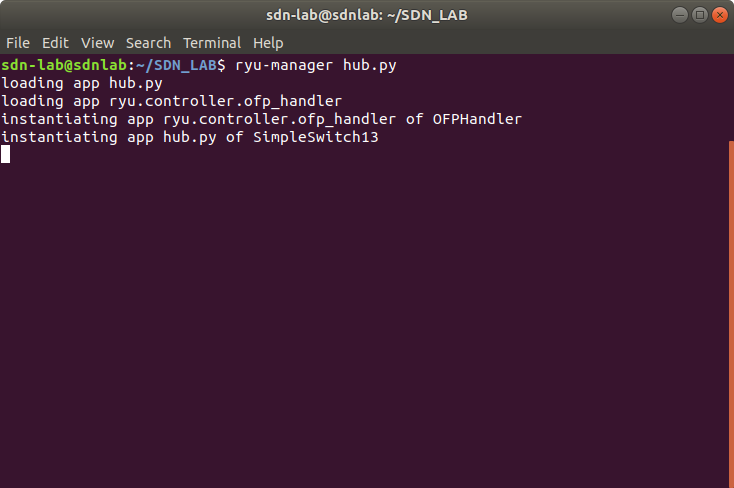 sdn-lab@sdnlab: ~/SDN_LAB
File Edit View Search Terminal Help
sdn-lab@sdnlab:~/SDN_LAB$ ryu-manager hub.py
loading app hub.py
loading app ryu.controller.ofp_handler
instantiating app ryu.controller.ofp_handler of OFPHandler
instantiating app hub.py of SimpleSwitch13